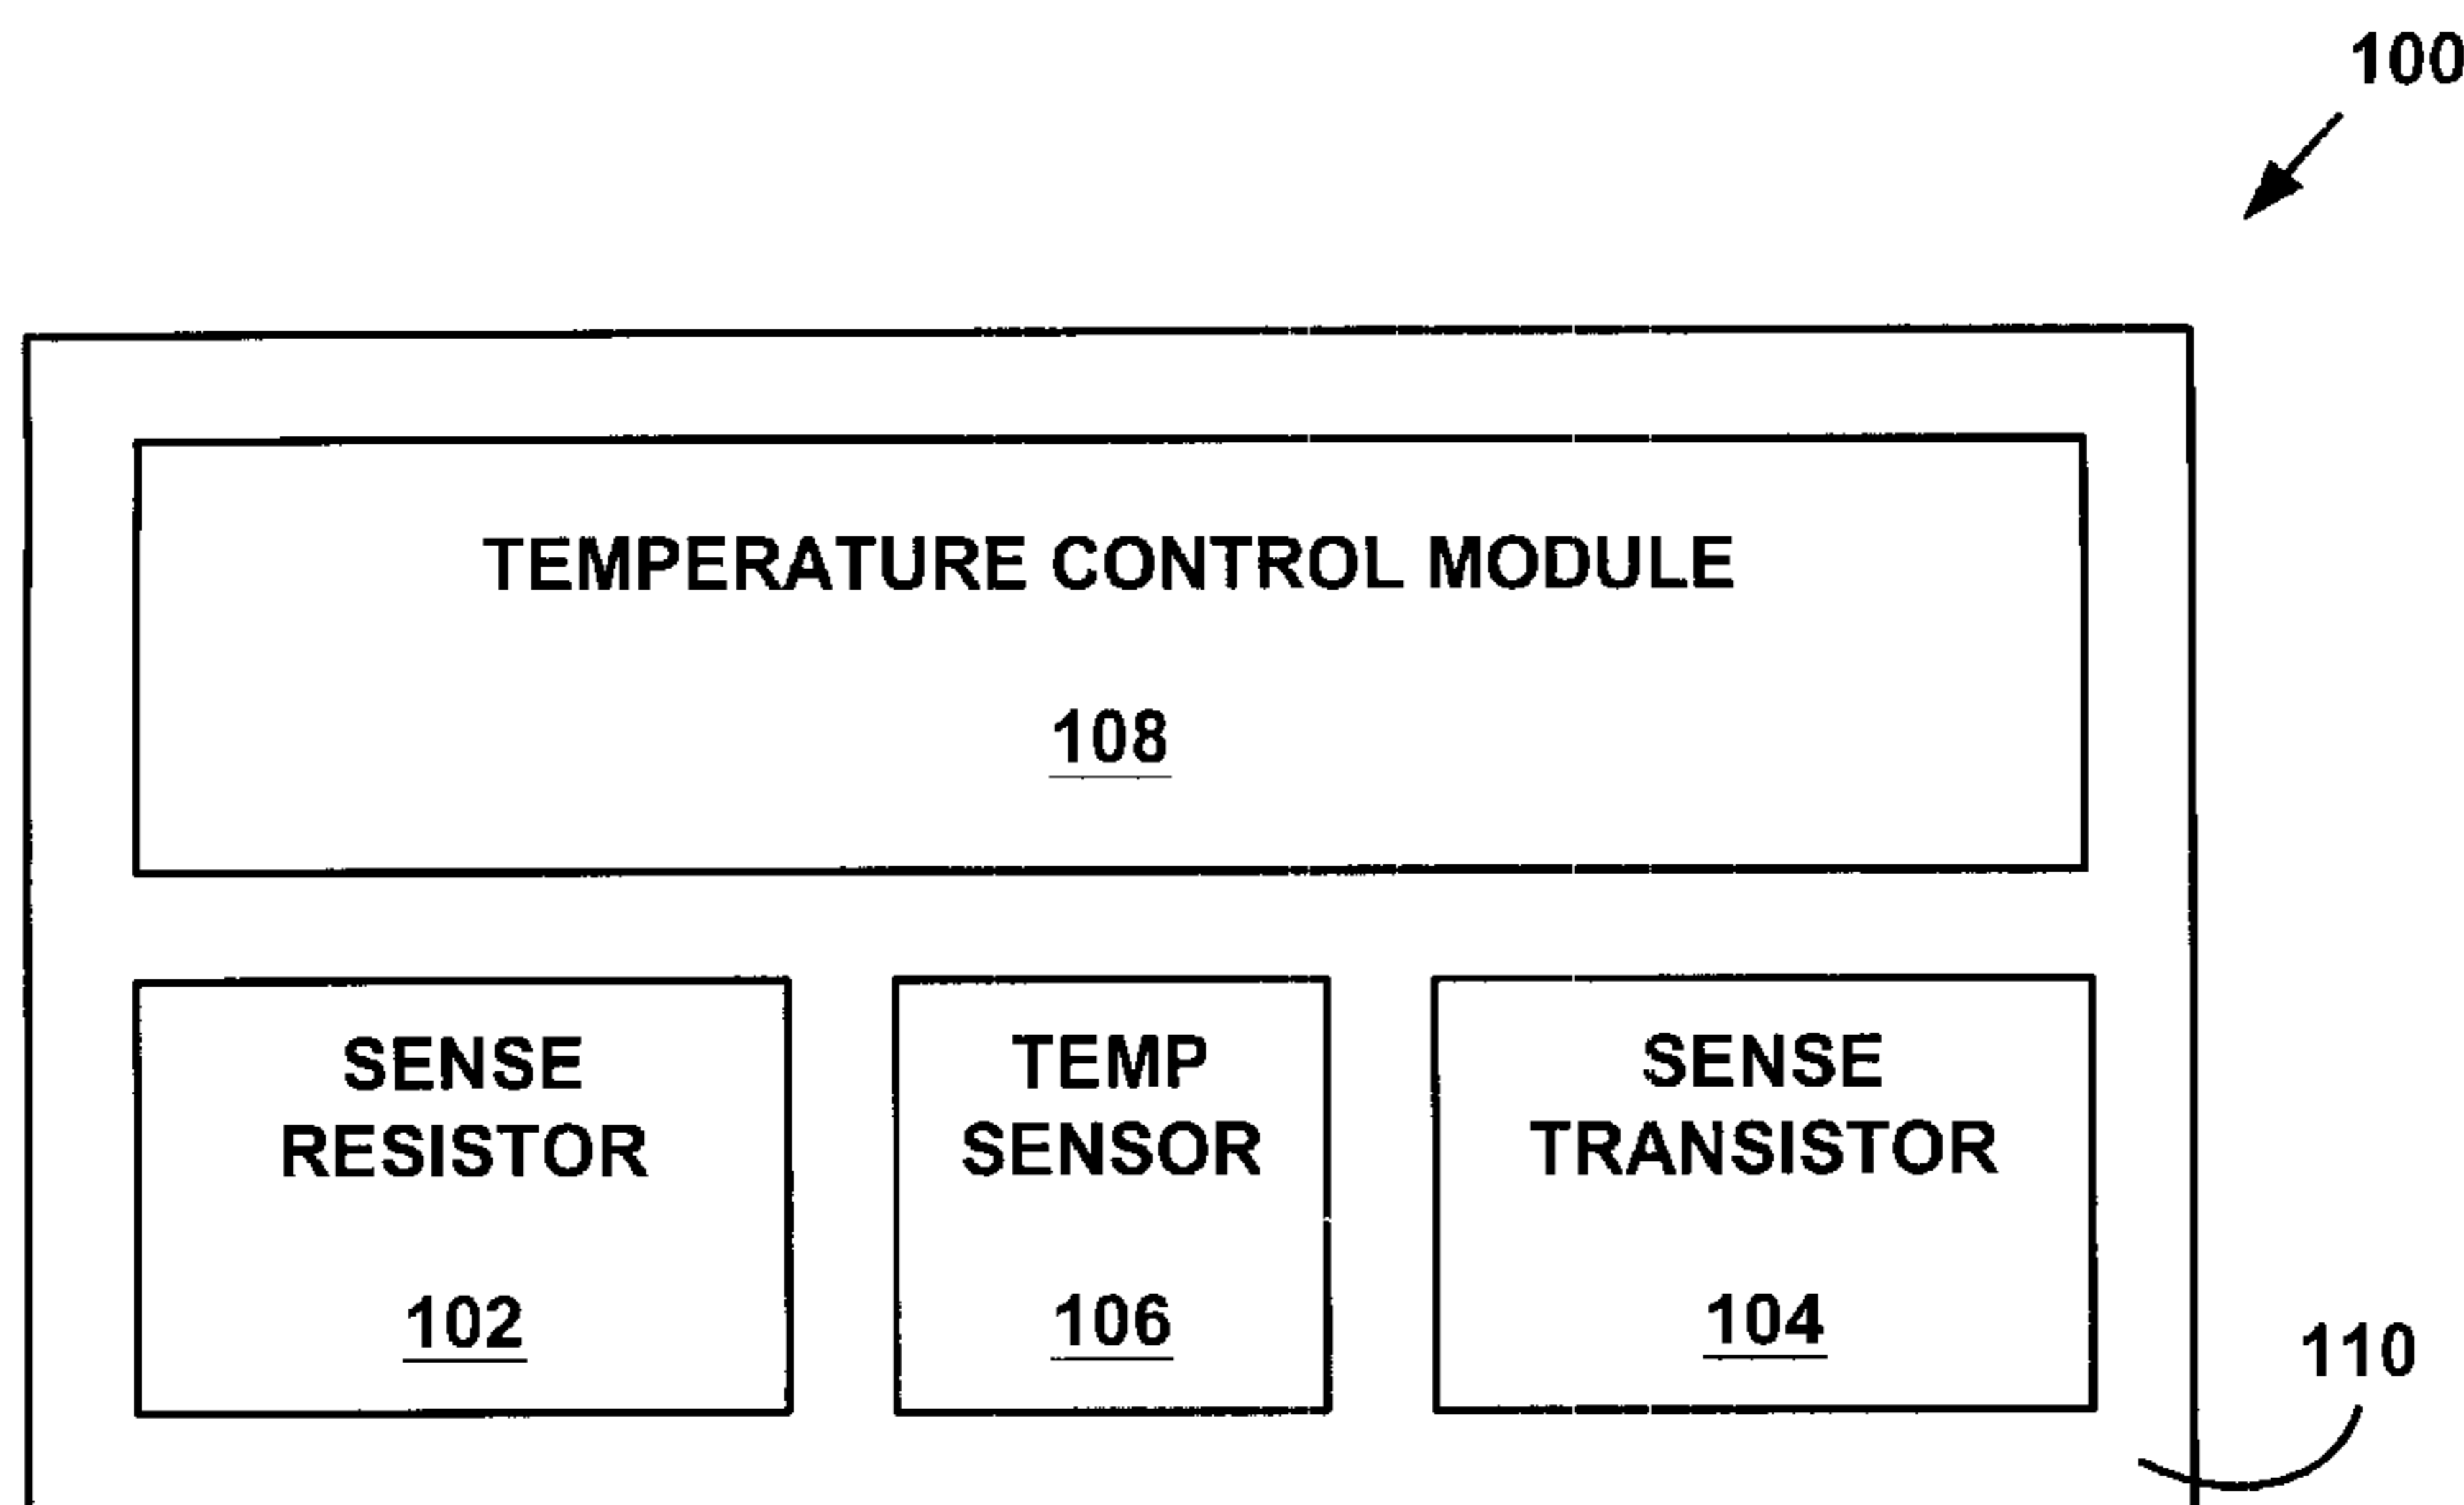 100
TEMPERATURE CONTROL MODULE
108
SENSE
RESISTOR
102
TEMP
SENSOR
106
SENSE
TRANSISTOR
104
110